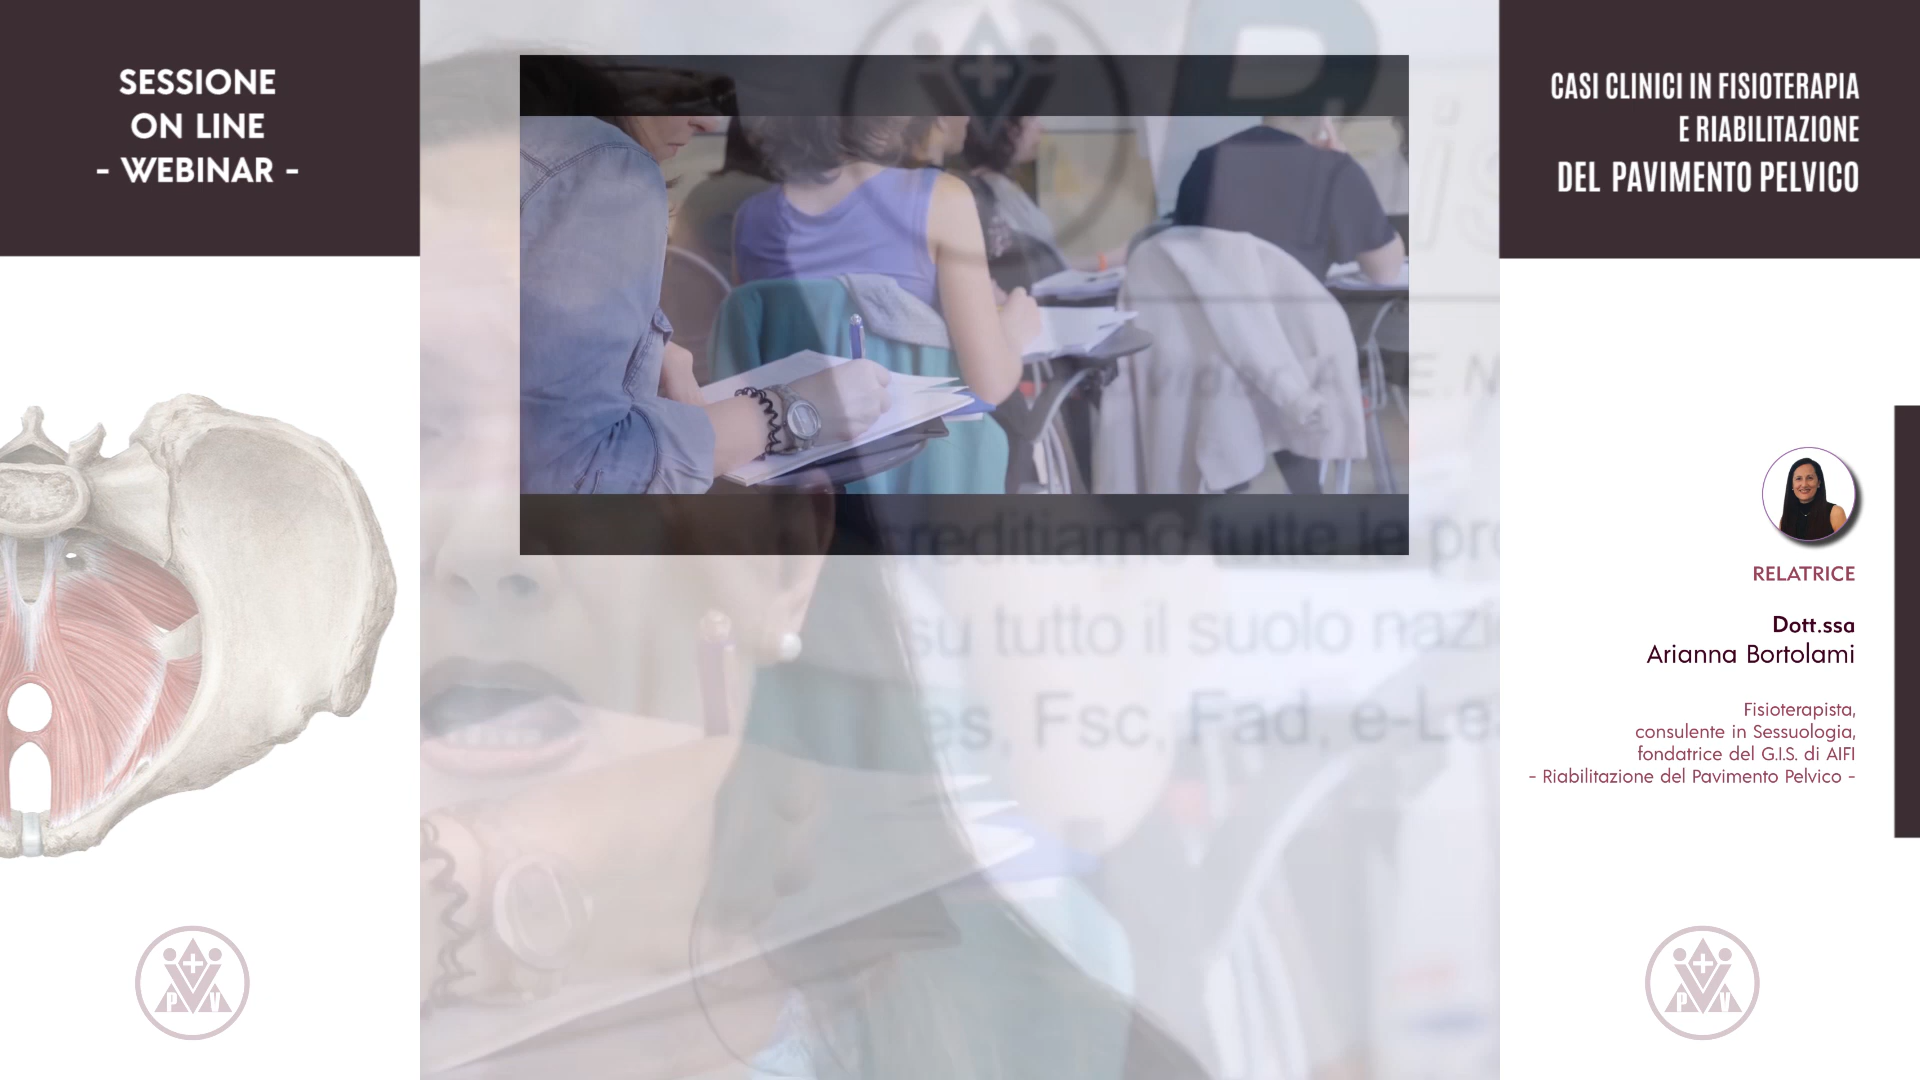 SESSIONE
ON LINE
- WEBINAR -
CASI CLINICI IN FISIOTERAPIA
E RIABILITAZIONE
DEL PAVIMENTO PELVICO
tutte le
su tutto il suolo
Fsc, Fad,
RELATRICE
Dott.ssa
Arianna Bortolami
Fisioterapista,
consulente in Sessuologia,
fondatrice del G.I.S. di AIFI
- Riabilitazione del Pavimento Pelvico -
P V
P V